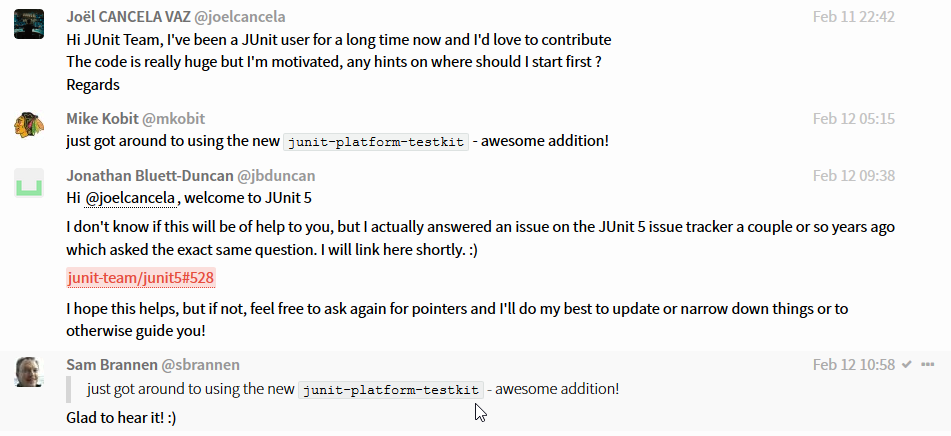 Joël CANCELA VAZ @joelcancela Feb 11 22:42
Hi JUnit Team, I've been a JUnit user for a long time now and I'd love to contribute
The code is really huge but I'm motivated, any hints on where should I start first ?
Regards
Mike Kobit @mkobit Feb 12 05:15
just got around to using the new junit-platform-testkit - awesome addition!
Jonathan Bluett-Duncan @jbduncan Feb 12 09:38
Hi @joelcancela, welcome to JUnit 5
I don't know if this will be of help to you, but I actually answered an issue on the JUnit 5 issue tracker a couple or so years ago
which asked the exact same question. I will link here shortly. :)
junit-team/junit5#528
I hope this helps, but if not, feel free to ask again for pointers and I'll do my best to update or narrow down things or to
otherwise guide you!
Sam Brannen @sbrannen Feb 12 10:58
just got around to using the new junit-platform-testkit - awesome addition!
Glad to hear it! :)